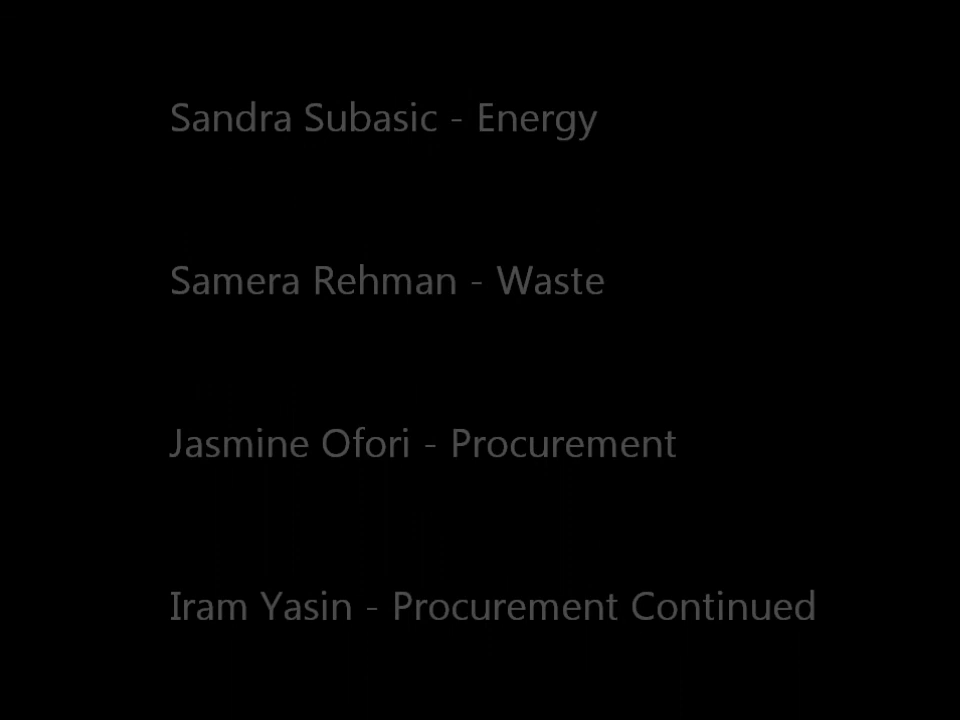 Sandra Subasic - Energy
Samera Rehman - Waste
Jasmine Ofori - Procurement
Iram Yasin - Procurement Continued